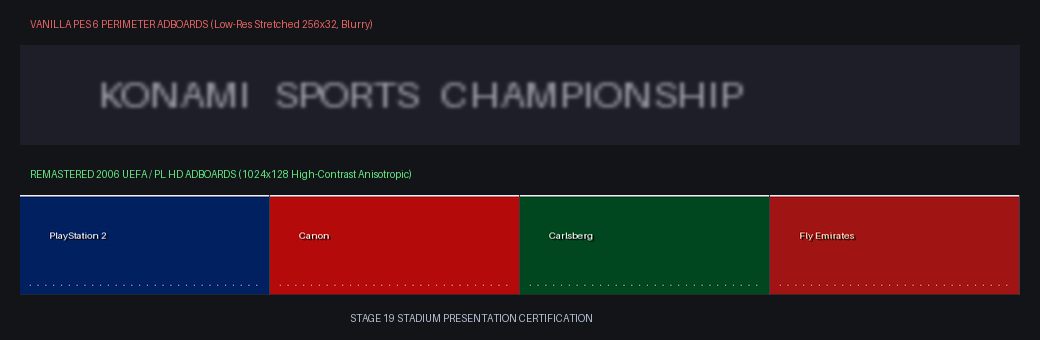 VANILLA PES 6 PERIMETER ADBOARDS (Low-Res Stretched 256x32, Blurry)
KONAMI SPORTS CHAMPIONSHIP
REMASTERED 2006 UEFA / PL HD ADBOARDS (1024x128 High-Contrast Anisotropic)
PlayStation 2 Canon Carlsberg Fly Emirates
STAGE 19 STADIUM PRESENTATION CERTIFICATION